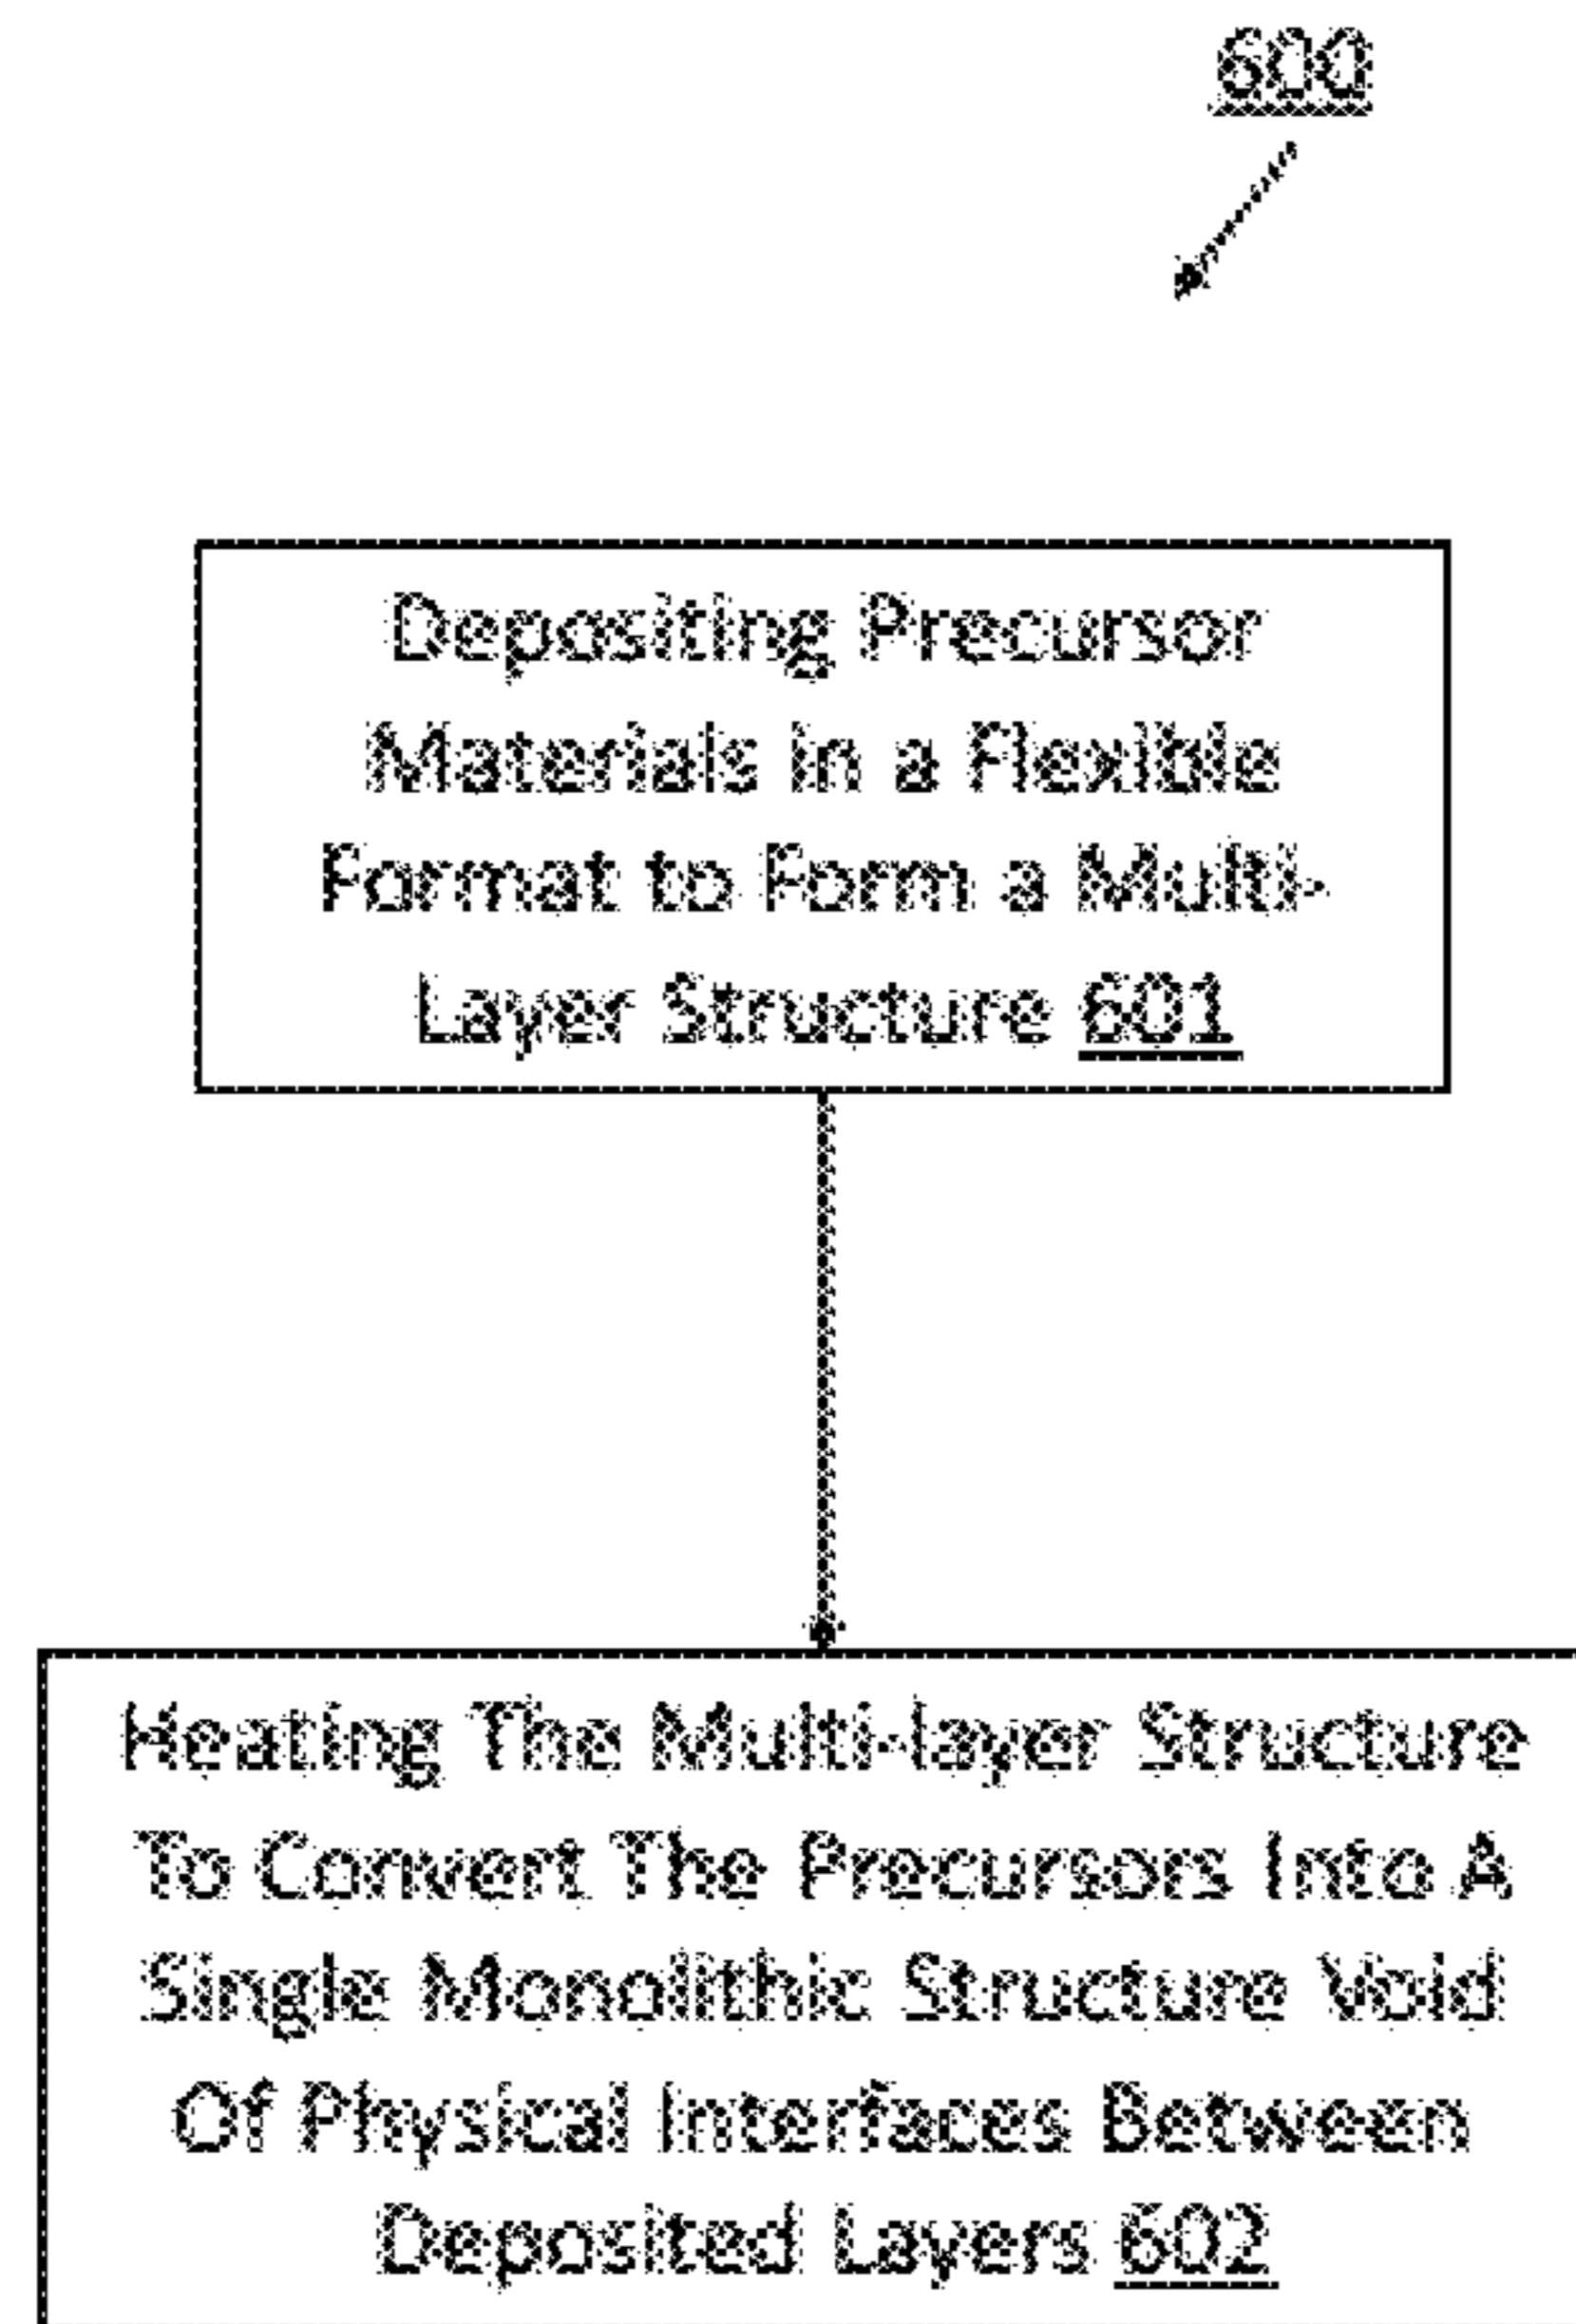 600
Depositing Precursor
Materials in a Flexible
Format to Form a Multi-
Layer Structure 601
Heating The Multi-layer Structure
To Convert The Precursors Into A
Single Monolithic Structure Void
Of Physical Interfaces Between
Deposited Layers 602